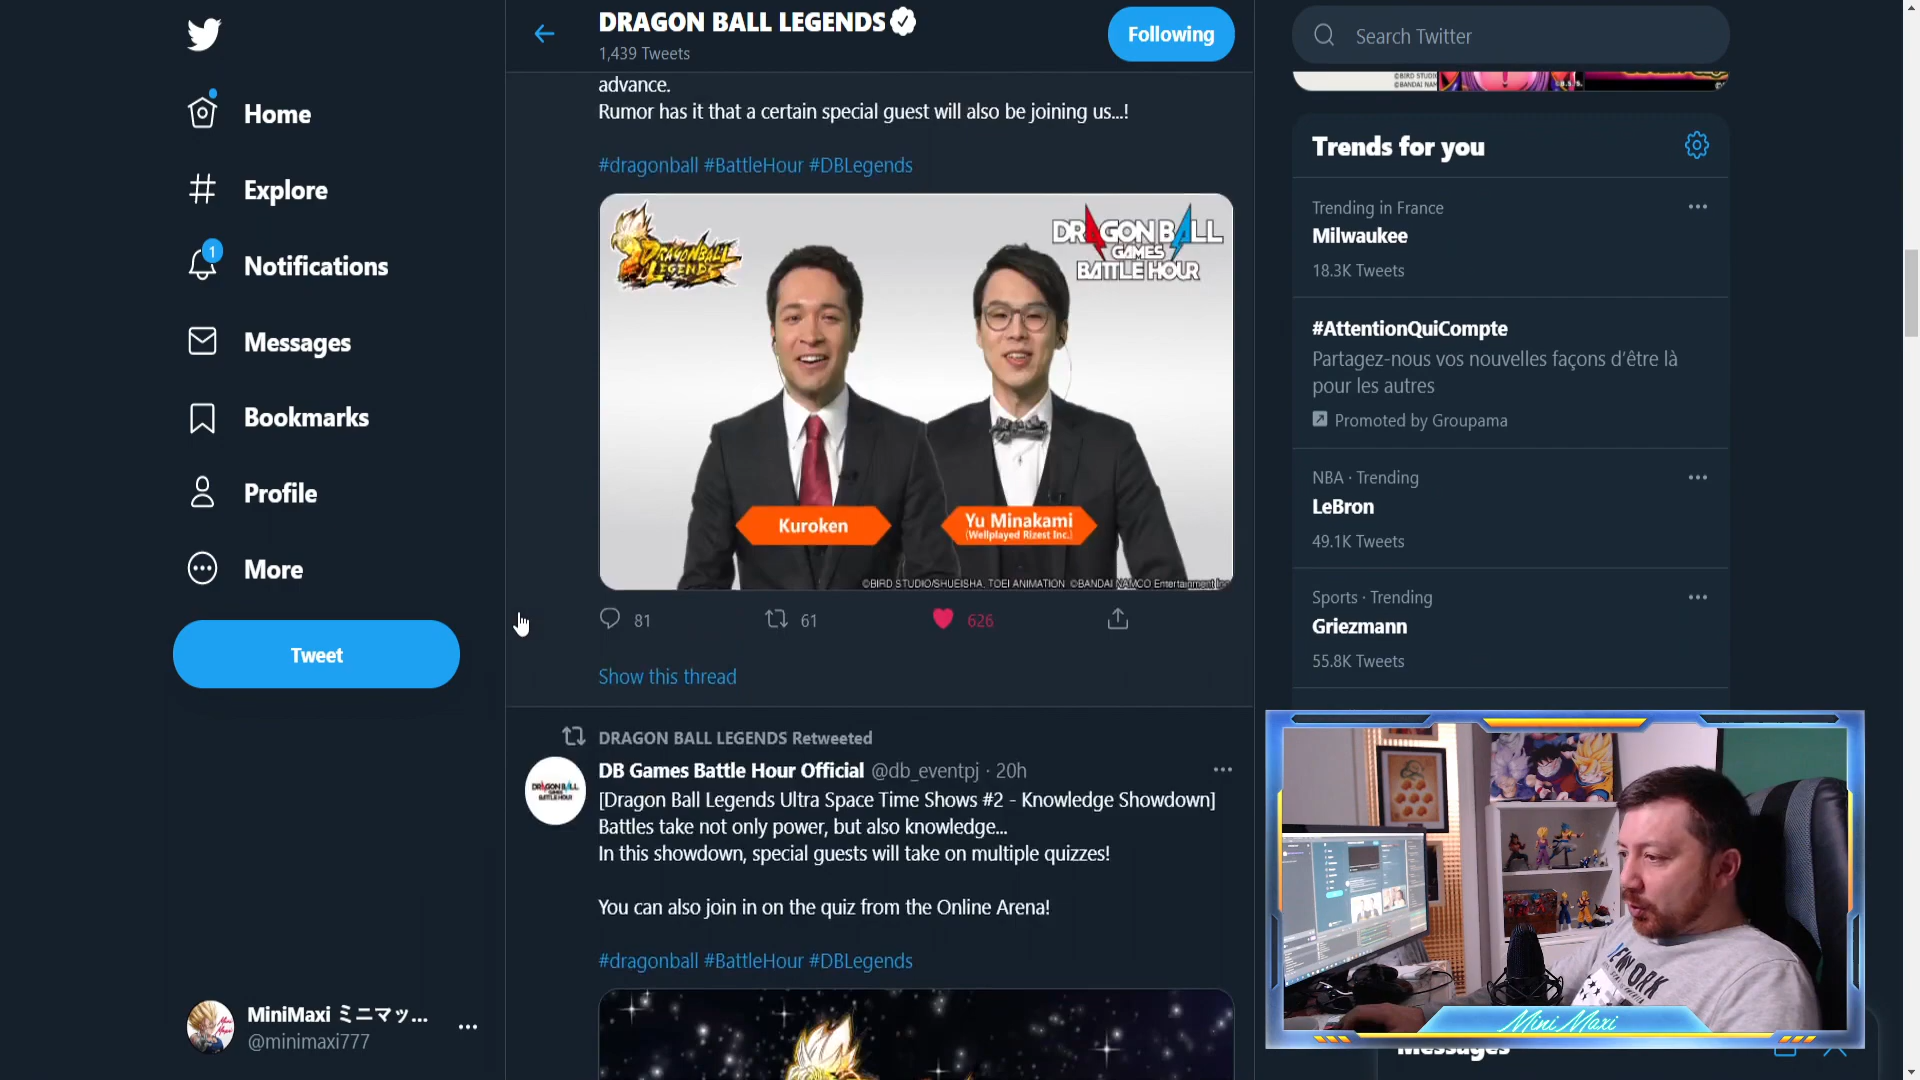 Home
Explore
1
Notifications
Messages
Bookmarks
Profile
More
Tweet
MiniMaxi ミニマッ...
@minimaxi777
DRAGON BALL LEGENDS
1,439 Tweets
Following
advance.
Rumor has it that a certain special guest will also be joining us...!
#dragonball #BattleHour #DBLegends
DRAGON BALL
LEGENDS
DRAGON BALL
GAMES
BATTLE HOUR
Kuroken
Yu Minakami
(Wellplayed Rizest Inc.)
©BIRD STUDIO/SHUEISHA, TOEI ANIMATION ©BANDAI NAMCO Entertainment Inc.
81
61
626
Show this thread
DRAGON BALL LEGENDS Retweeted
DB Games Battle Hour Official @db_eventpj · 20h
[Dragon Ball Legends Ultra Space Time Shows #2 - Knowledge Showdown]
Battles take not only power, but also knowledge...
In this showdown, special guests will take on multiple quizzes!
You can also join in on the quiz from the Online Arena!
#dragonball #BattleHour #DBLegends
Search Twitter
Trends for you
Trending in France
Milwaukee
18.3K Tweets
#AttentionQuiCompte
Partagez-nous vos nouvelles façons d'être là
pour les autres
Promoted by Groupama
NBA · Trending
LeBron
49.1K Tweets
Sports · Trending
Griezmann
55.8K Tweets
NEW YORK
Mini Maxi
Messages